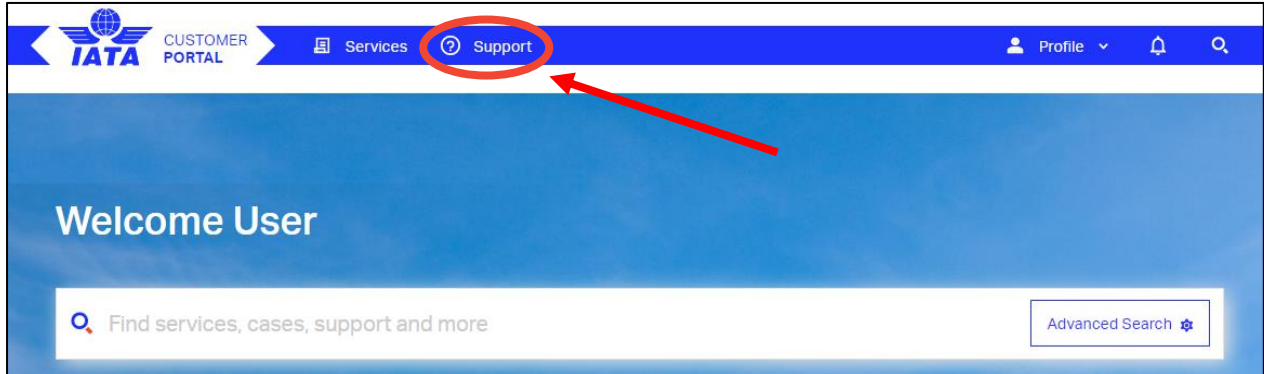 IATA
CUSTOMER
PORTAL
Services
Support
Profile
Welcome User
Find services, cases, support and more
Advanced Search